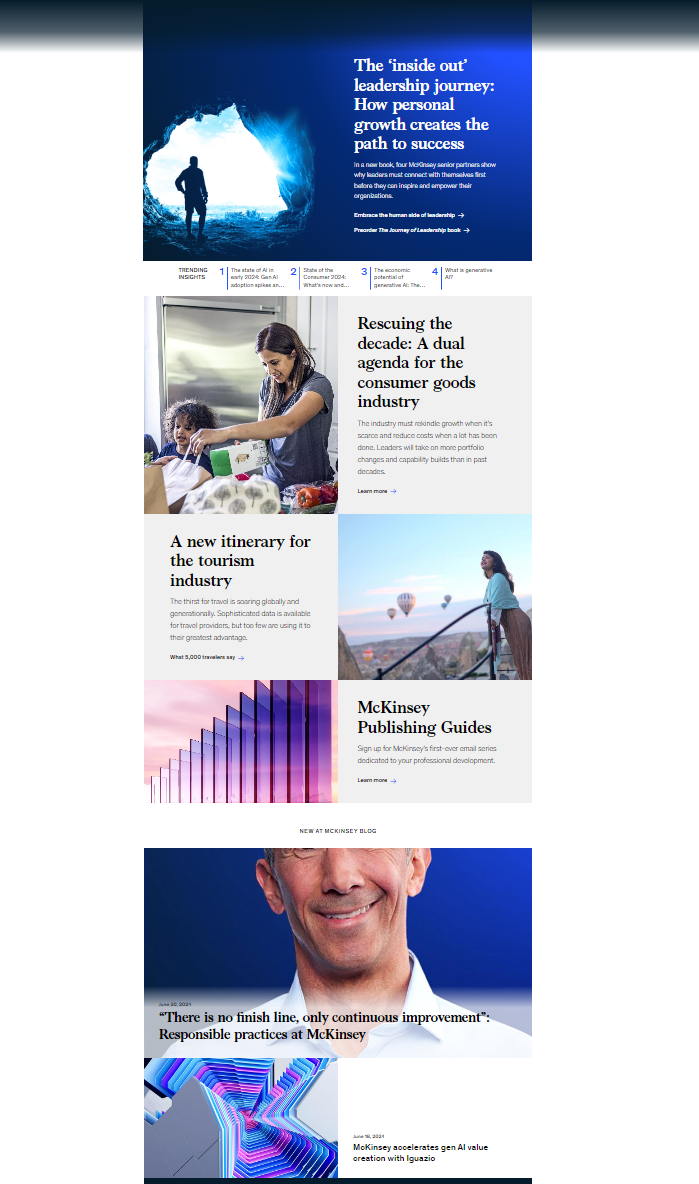 The ‘inside out’
leadership journey:
How personal
growth creates the
path to success
In a new book, four McKinsey senior partners show
why leaders must connect with themselves first
before they can inspire and empower their
organizations.
Embrace the human side of leadership →
Preorder The Journey of Leadership book →
TRENDING
INSIGHTS
1
The state of AI in
early 2024: Gen AI
adoption spikes an...
2
State of the
Consumer 2024:
What's now and...
3
The economic
potential of
generative AI: The...
4
What is generative
AI?
Rescuing the
decade: A dual
agenda for the
consumer goods
industry
The industry must rekindle growth when it's
scarce and reduce costs when a lot has been
done. Leaders will take on more portfolio
changes and capability builds than in past
decades.
Learn more →
A new itinerary for
the tourism
industry
The thirst for travel is soaring globally and
generationally. Sophisticated data is available
for travel providers, but too few are using it to
their greatest advantage.
What 5,000 travelers say →
McKinsey
Publishing Guides
Sign up for McKinsey's first-ever email series
dedicated to your professional development.
Learn more →
NEW AT MCKINSEY BLOG
June 20, 2024
“There is no finish line, only continuous improvement”:
Responsible practices at McKinsey
June 18, 2024
McKinsey accelerates gen AI value
creation with Iguazio